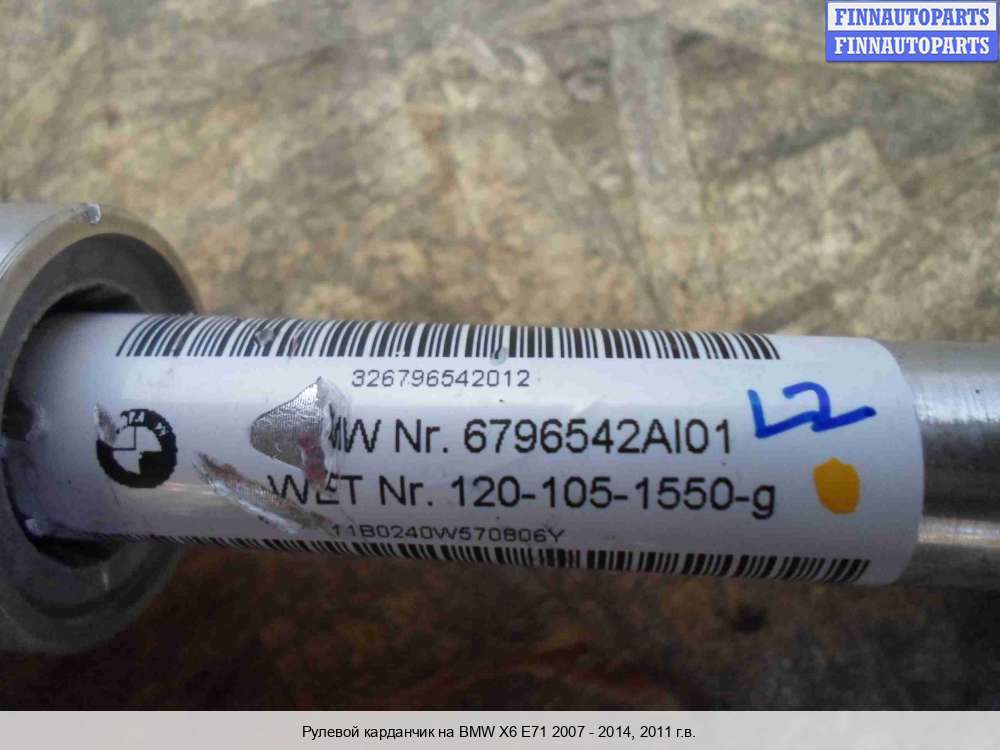 FINNAUTOPARTS
FINNAUTOPARTS
326796542012
MW Nr. 6796542AI01
L2
WET Nr. 120-105-1550-g
11B0240W570806Y
Рулевой карданчик на BMW X6 E71 2007 - 2014, 2011 г.в.